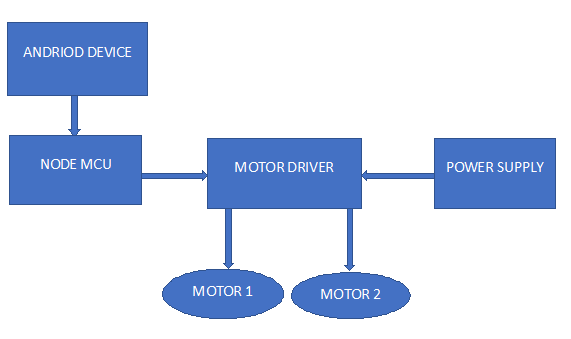 ANDRIOD DEVICE
NODE MCU
MOTOR DRIVER
POWER SUPPLY
MOTOR 1
MOTOR 2